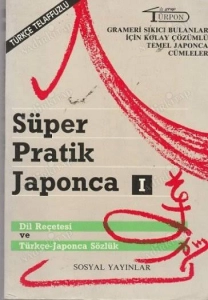 TÜRKÇE TELAFFUZLU
TURPON
GRAMERİ SIKICI BULANLAR
İÇİN KOLAY ÇÖZÜMLÜ
TEMEL JAPONCA
CÜMLELER
Süper
Pratik
Japonca I
Dil Reçetesi
ve
Türkçe-Japonca Sözlük
SOSYAL YAYINLAR